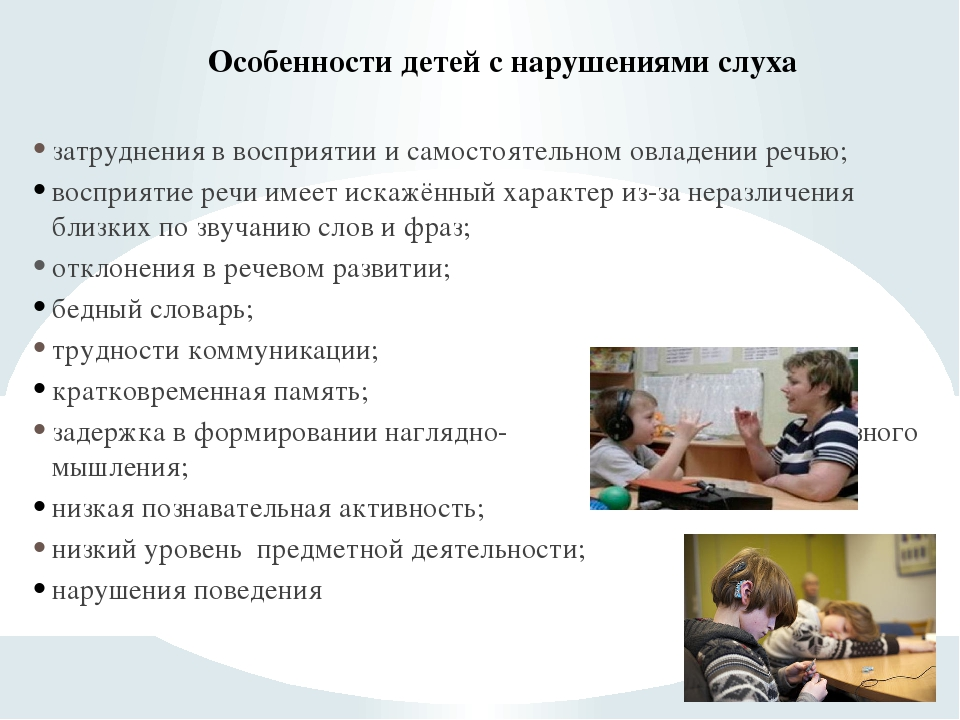 Особенности детей с нарушениями слуха
затруднения в восприятии и самостоятельном овладении речью;
восприятие речи имеет искажённый характер из-за неразличения
близких по звучанию слов и фраз;
отклонения в речевом развитии;
бедный словарь;
трудности коммуникации;
кратковременная память;
задержка в формировании наглядно-
мышления;
низкая познавательная активность;
низкий уровень предметной деятельности;
нарушения поведения